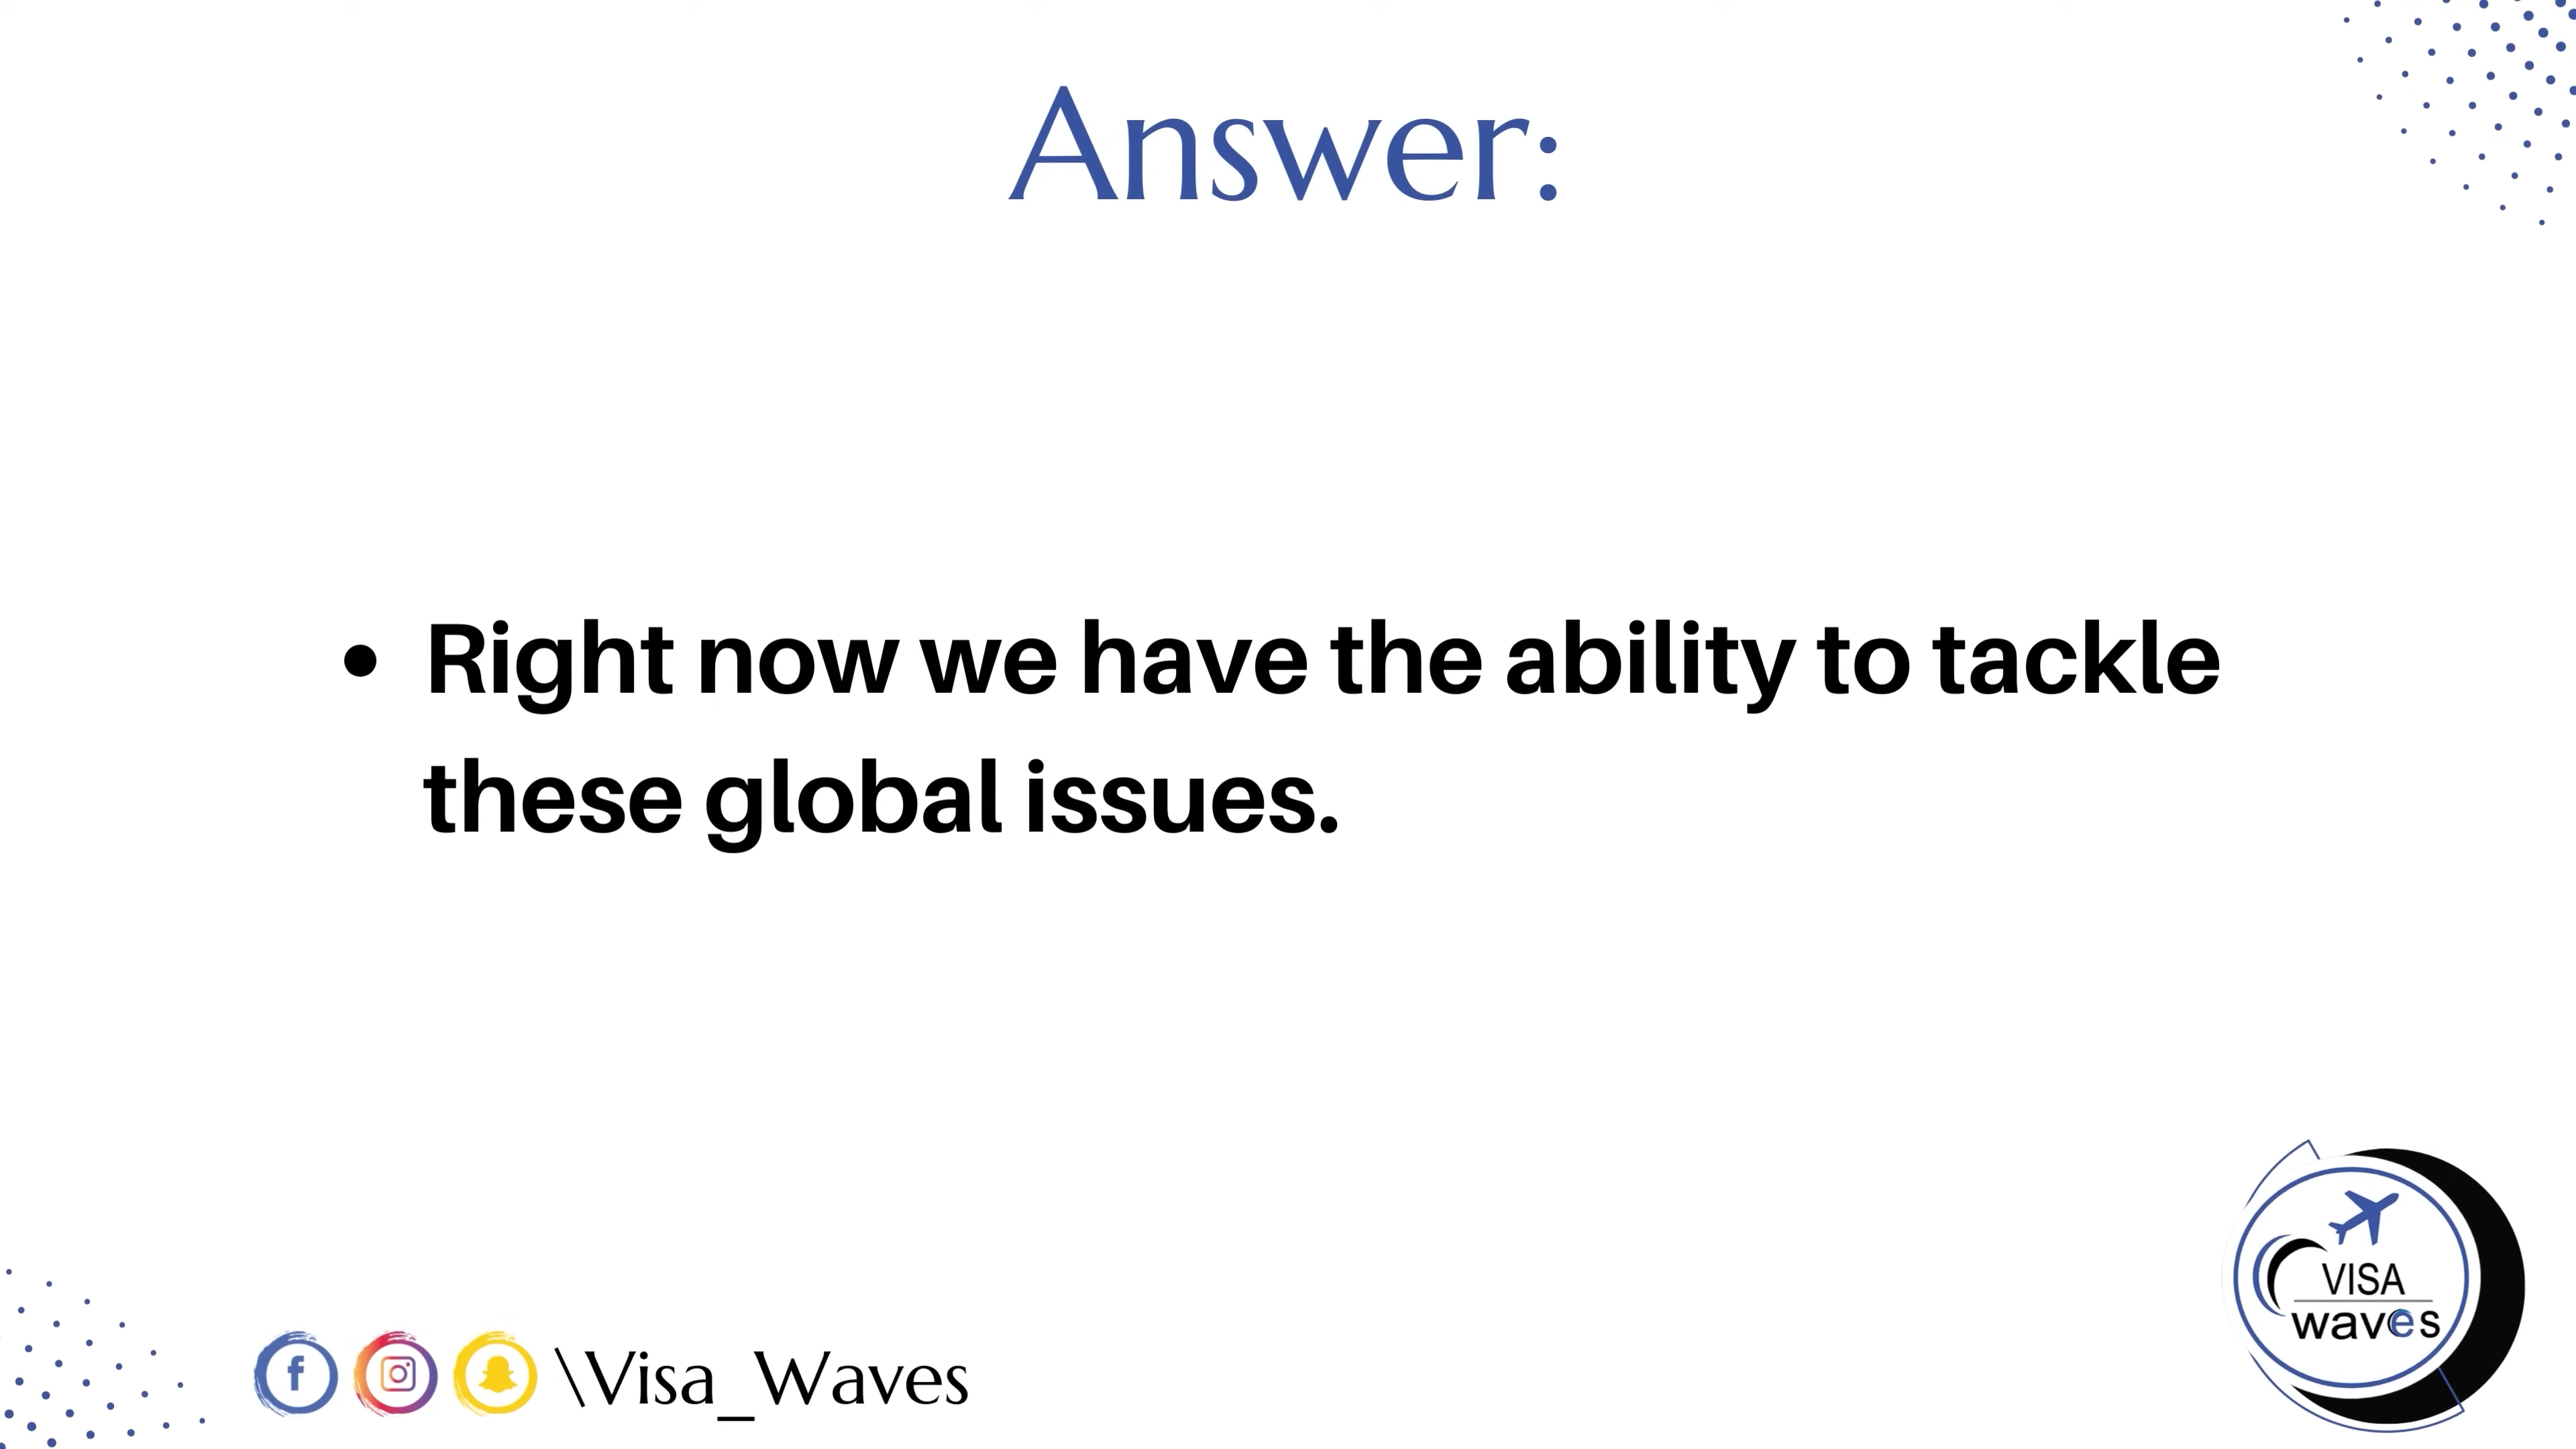 Answer:
• Right now we have the ability to tackle
these global issues.
VISA
waves
\Visa_Waves